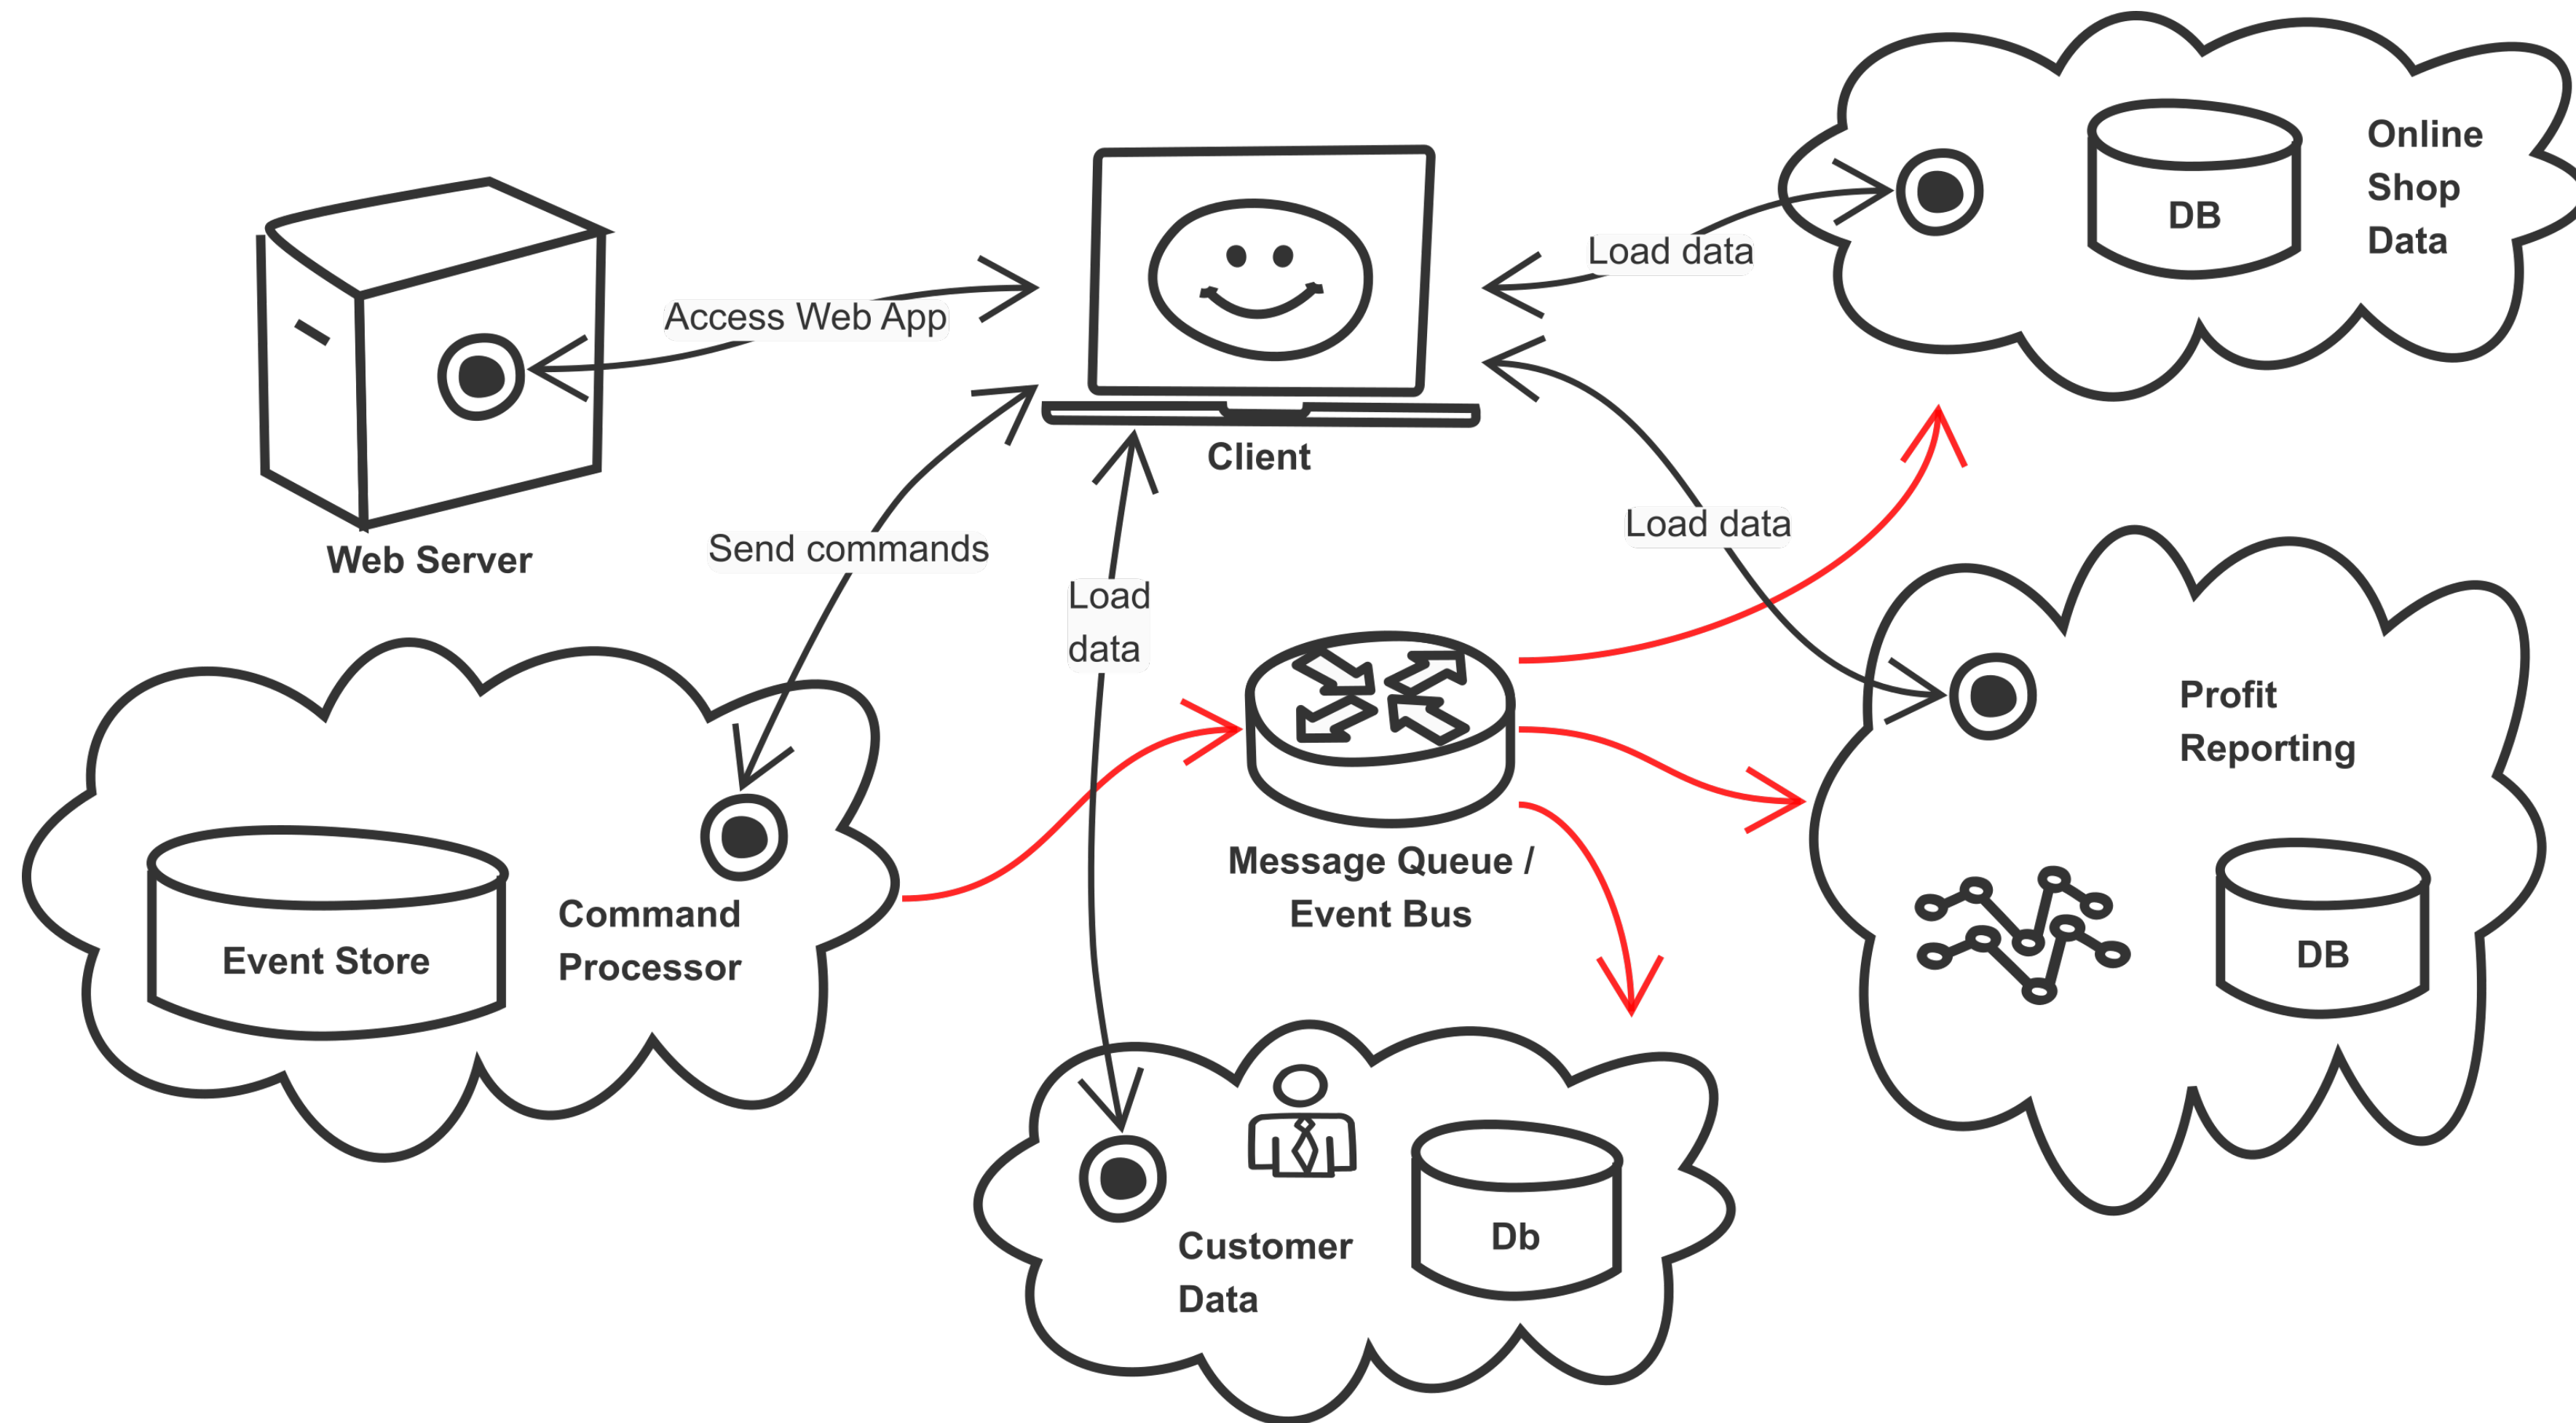 Online
Shop
Data
DB
Load data
Access Web App
Client
Web Server
Send commands
Load data
Load
data
Profit
Reporting
DB
Message Queue /
Event Bus
Command
Processor
Event Store
Customer
Data
Db